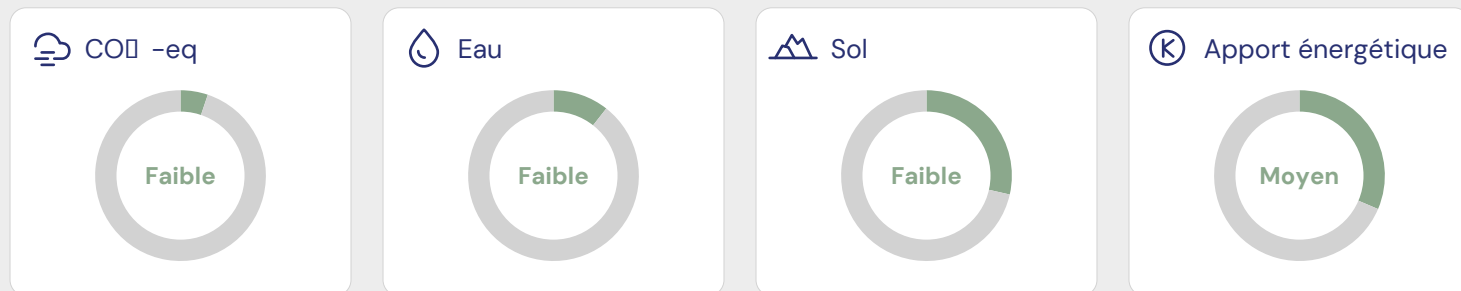 CO▯ -eq
Eau
Sol
Apport énergétique
Faible
Faible
Faible
Moyen